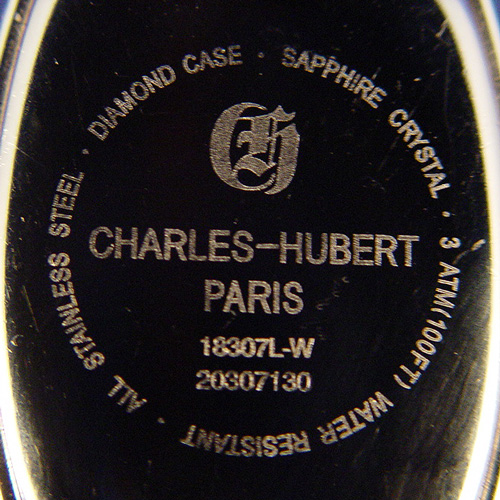 DIAMOND CASE · SAPPHIRE CRYSTAL · 3 ATM(100FT) WATER RESISTANT · ALL STAINLESS STEEL ·
CH
CHARLES-HUBERT
PARIS
18307L-W
20307130